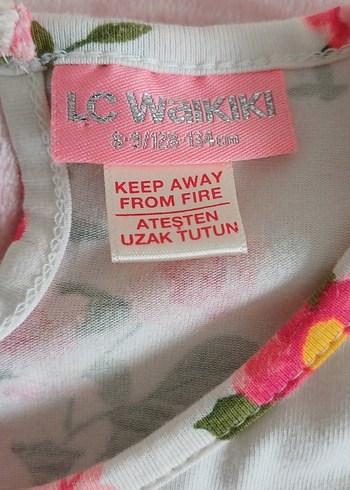 LC Waikiki
8-9/128-134cm
KEEP AWAY
FROM FIRE
ATEŞTEN
UZAK TUTUN